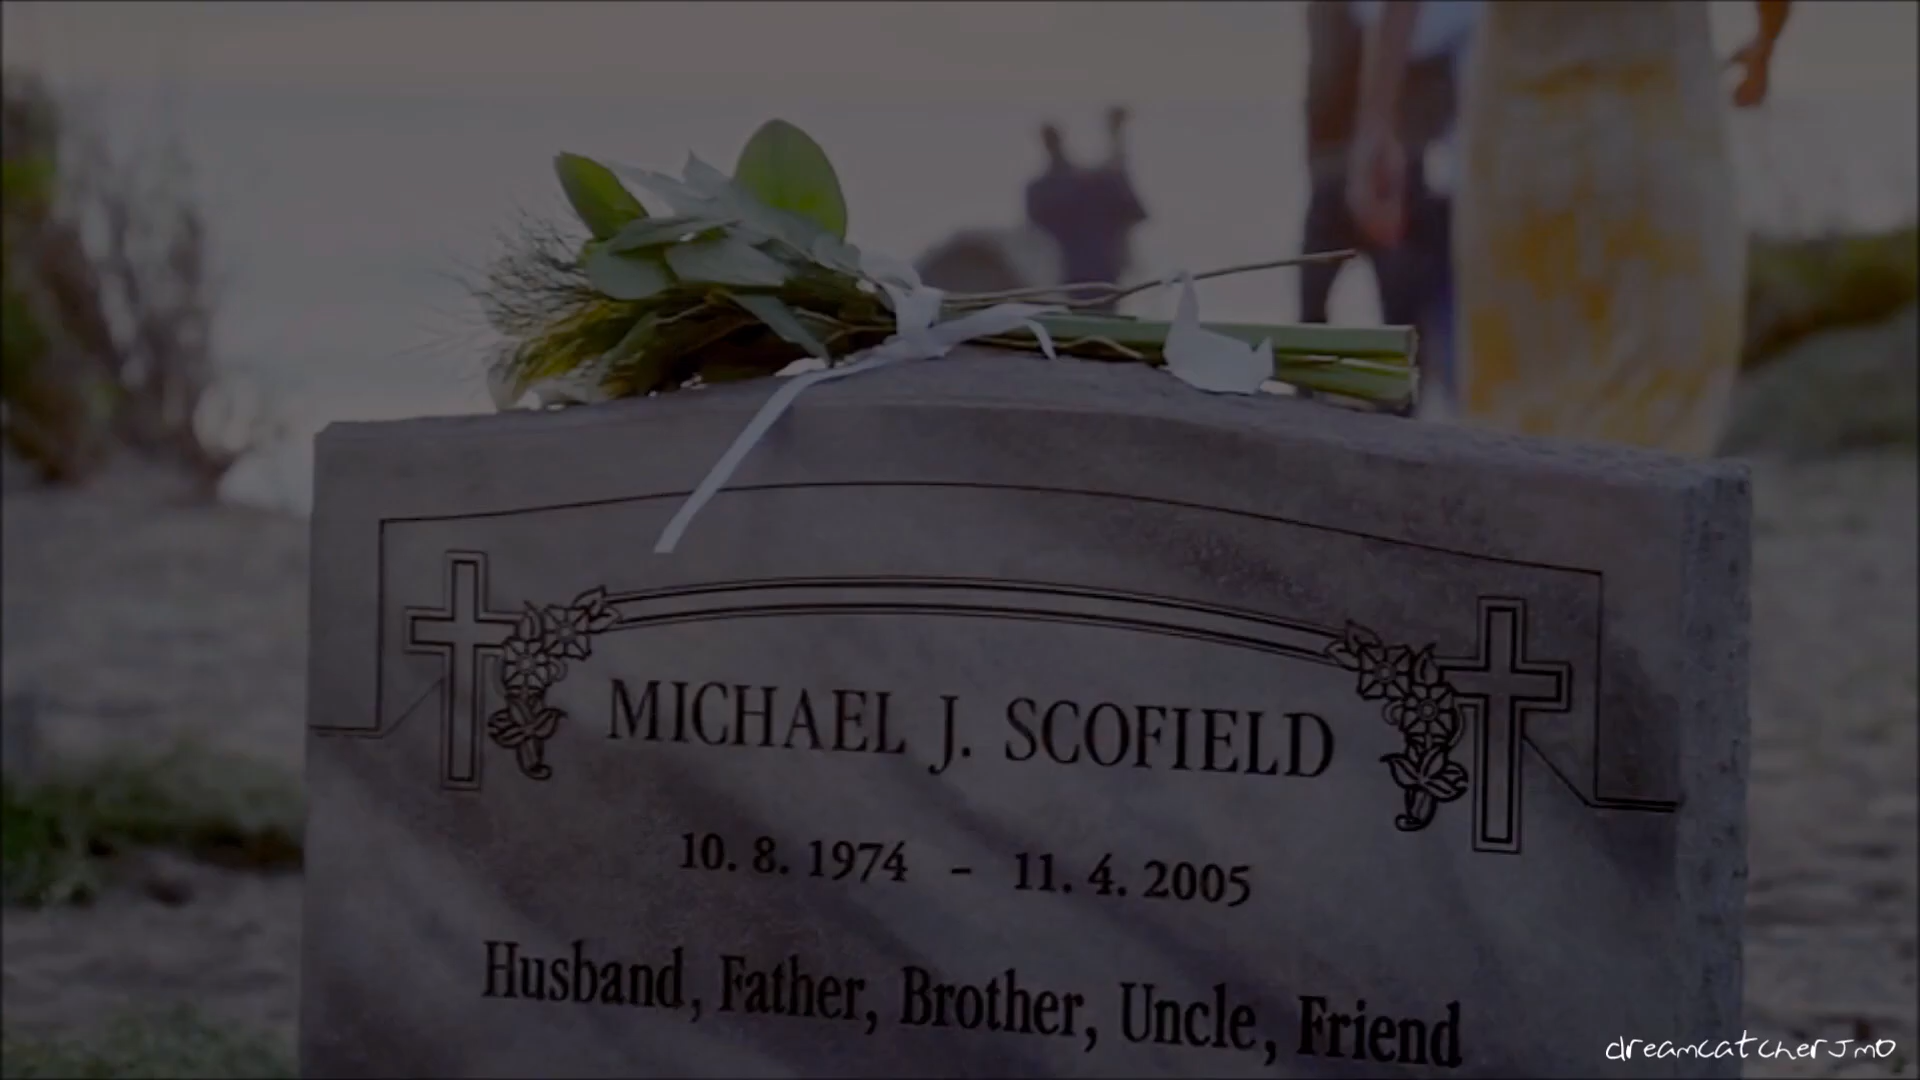 MICHAEL J. SCOFIELD
10. 8. 1974 - 11. 4. 2005
Husband, Father, Brother, Uncle, Friend
dreamcatcherJmo